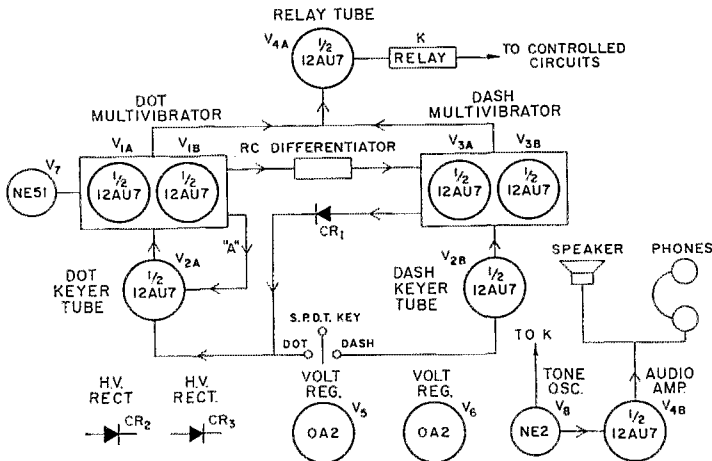 RELAY TUBE
V4A
1/2
12AU7
K
RELAY
TO CONTROLLED
CIRCUITS
DOT
MULTIVIBRATOR
DASH
MULTIVIBRATOR
V1A
V1B
RC DIFFERENTIATOR
V3A
V3B
V7
NE51
1/2
12AU7
1/2
12AU7
1/2
12AU7
1/2
12AU7
CR1
"A"
V2A
DOT
KEYER
TUBE
1/2
12AU7
V2B
DASH
KEYER
TUBE
1/2
12AU7
SPEAKER
PHONES
S.P.D.T. KEY
DOT
DASH
TO K
H.V.
RECT
CR2
H.V.
RECT.
CR3
VOLT
REG.
V5
OA2
VOLT
REG.
V6
OA2
TONE
OSC.
V8
NE2
AUDIO
AMP.
V4B
1/2
12AU7